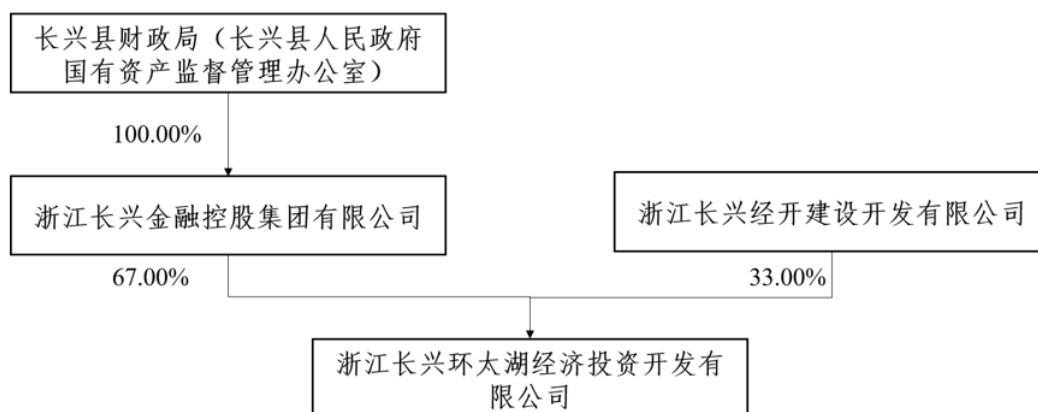 长兴县财政局（长兴县人民政府
国有资产监督管理办公室）
100.00%
浙江长兴金融控股集团有限公司
浙江长兴经开建设开发有限公司
67.00%
33.00%
浙江长兴环太湖经济投资开发有
限公司